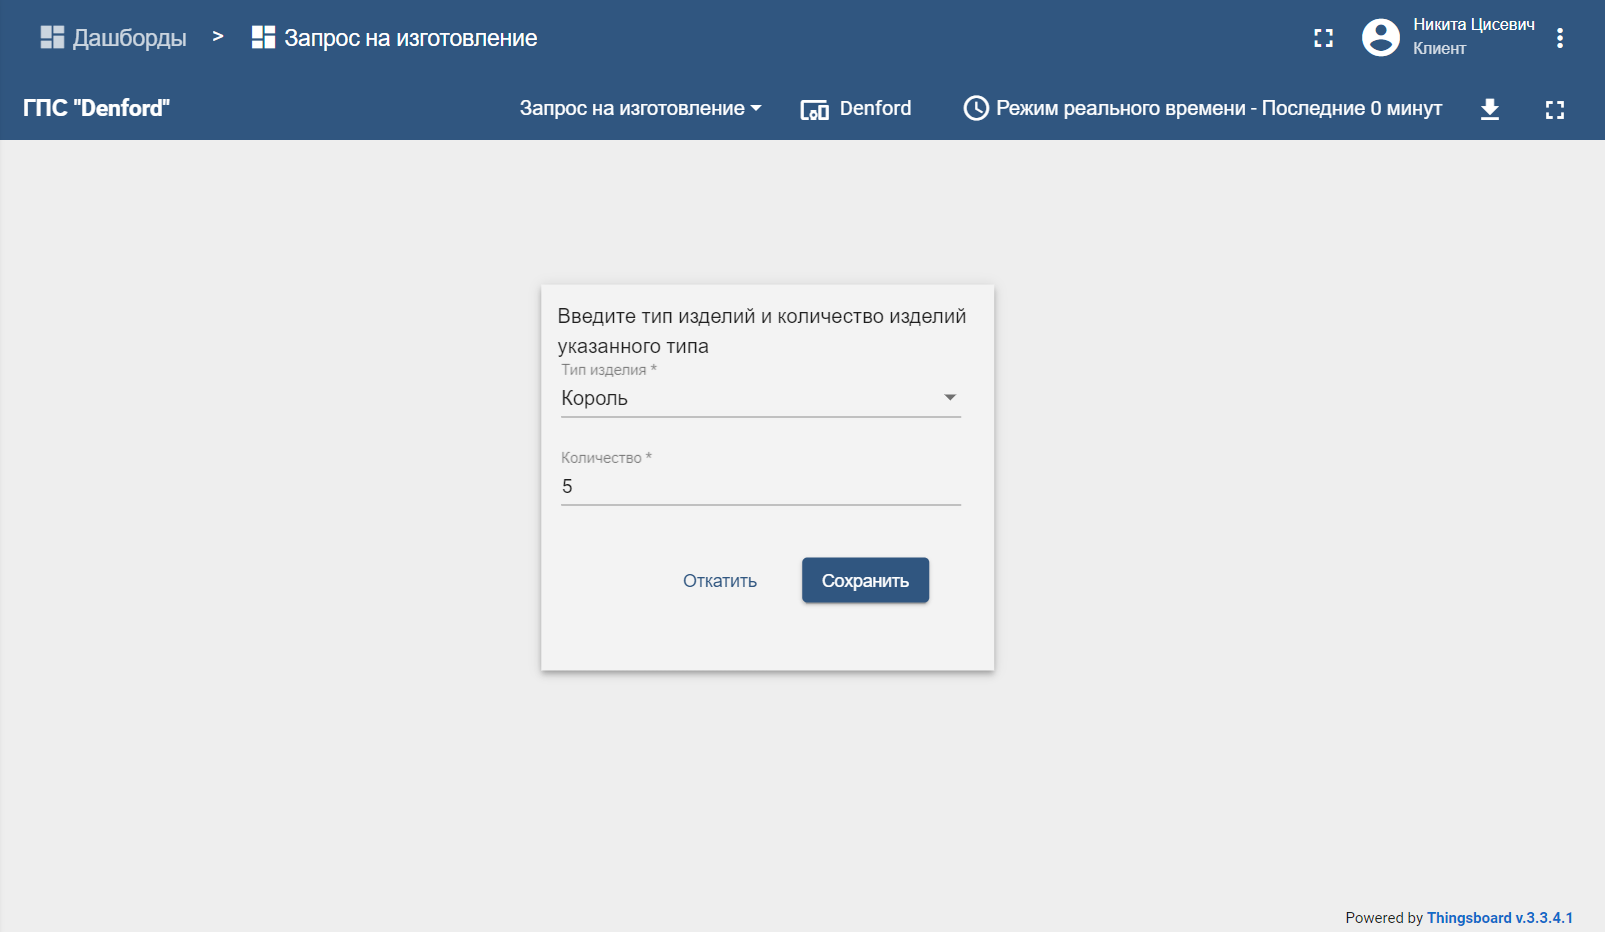 Дашборды > Запрос на изготовление
Никита Цисевич
Клиент
ГПС "Denford"
Запрос на изготовление
Denford
Режим реального времени - Последние 0 минут
Введите тип изделий и количество изделий
указанного типа
Тип изделия *
Король
Количество *
5
Откатить
Сохранить
Powered by Thingsboard v.3.3.4.1